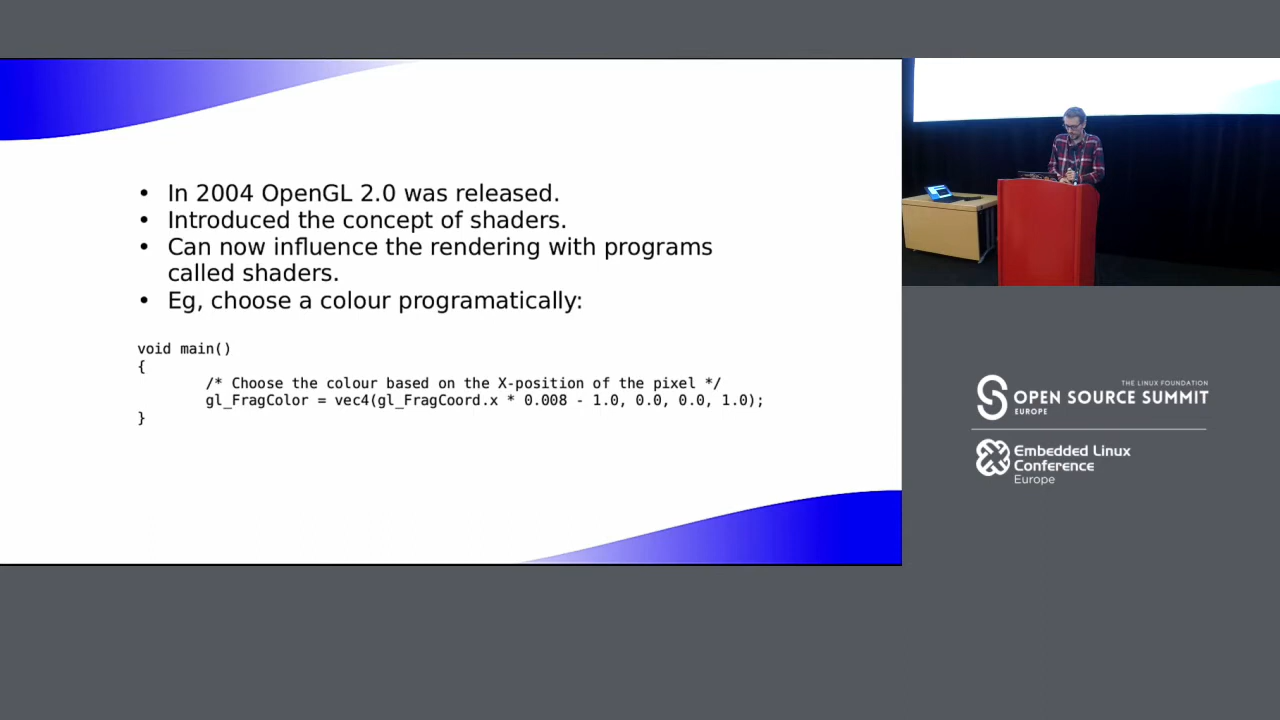 • In 2004 OpenGL 2.0 was released.
• Introduced the concept of shaders.
• Can now influence the rendering with programs
called shaders.
• Eg, choose a colour programatically:
void main()
{
/* Choose the colour based on the X-position of the pixel */
gl_FragColor = vec4(gl_FragCoord.x * 0.008 - 1.0, 0.0, 0.0, 1.0);
}
THE LINUX FOUNDATION
OPEN SOURCE SUMMIT
EUROPE
Embedded Linux
Conference
Europe